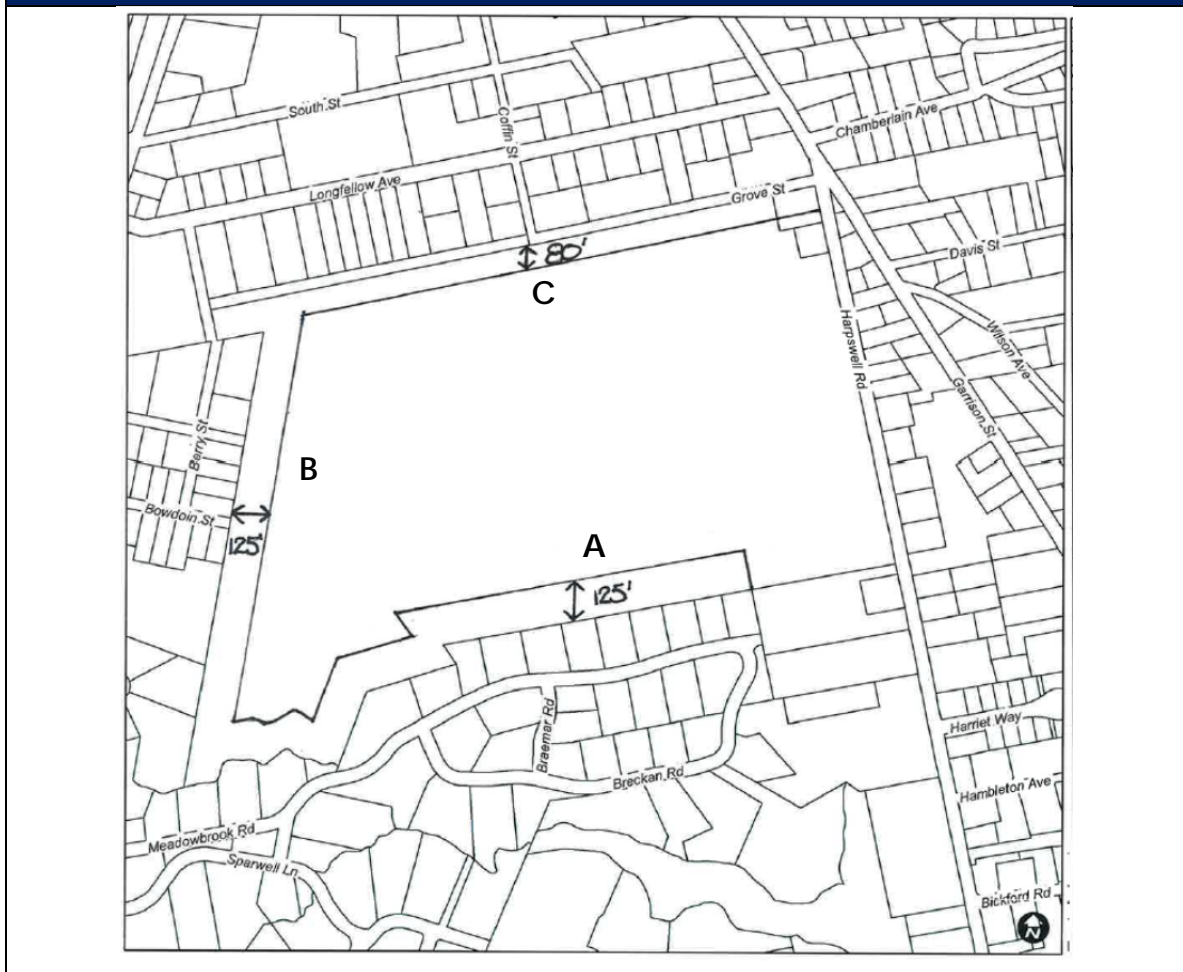 South St
Coffin St
Chamberlain Ave
Longfellow Ave
Grove St
80'
C
Davis St
Wilson Ave
Harpswell Rd
Garrison St
Berry St
B
Bowdoin St
125'
A
125'
Braemar Rd
Harriet Way
Breckan Rd
Hambleton Ave
Meadowbrook Rd
Sparwell Ln
Bickford Rd
N